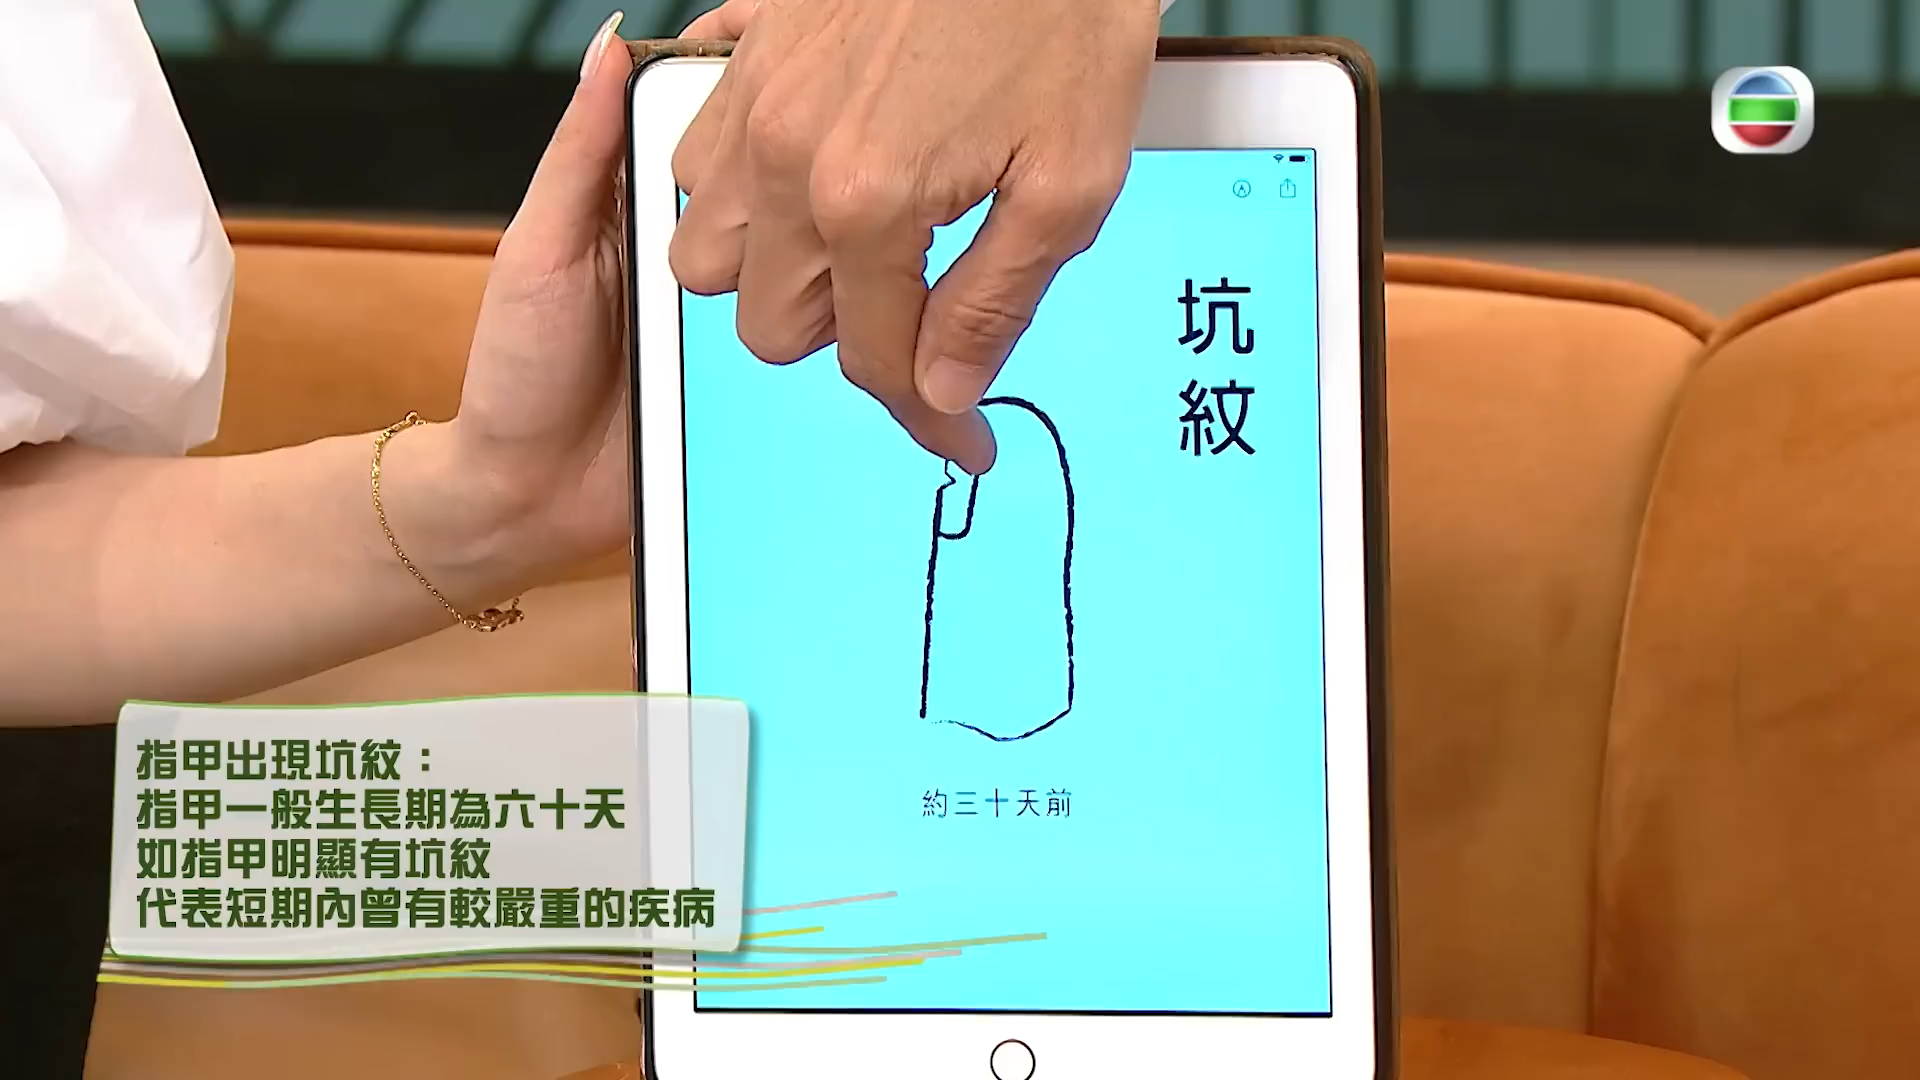 坑紋
約三十天前
指甲出現坑紋：
指甲一般生長期為六十天
如指甲明顯有坑紋
代表短期內曾有較嚴重的疾病